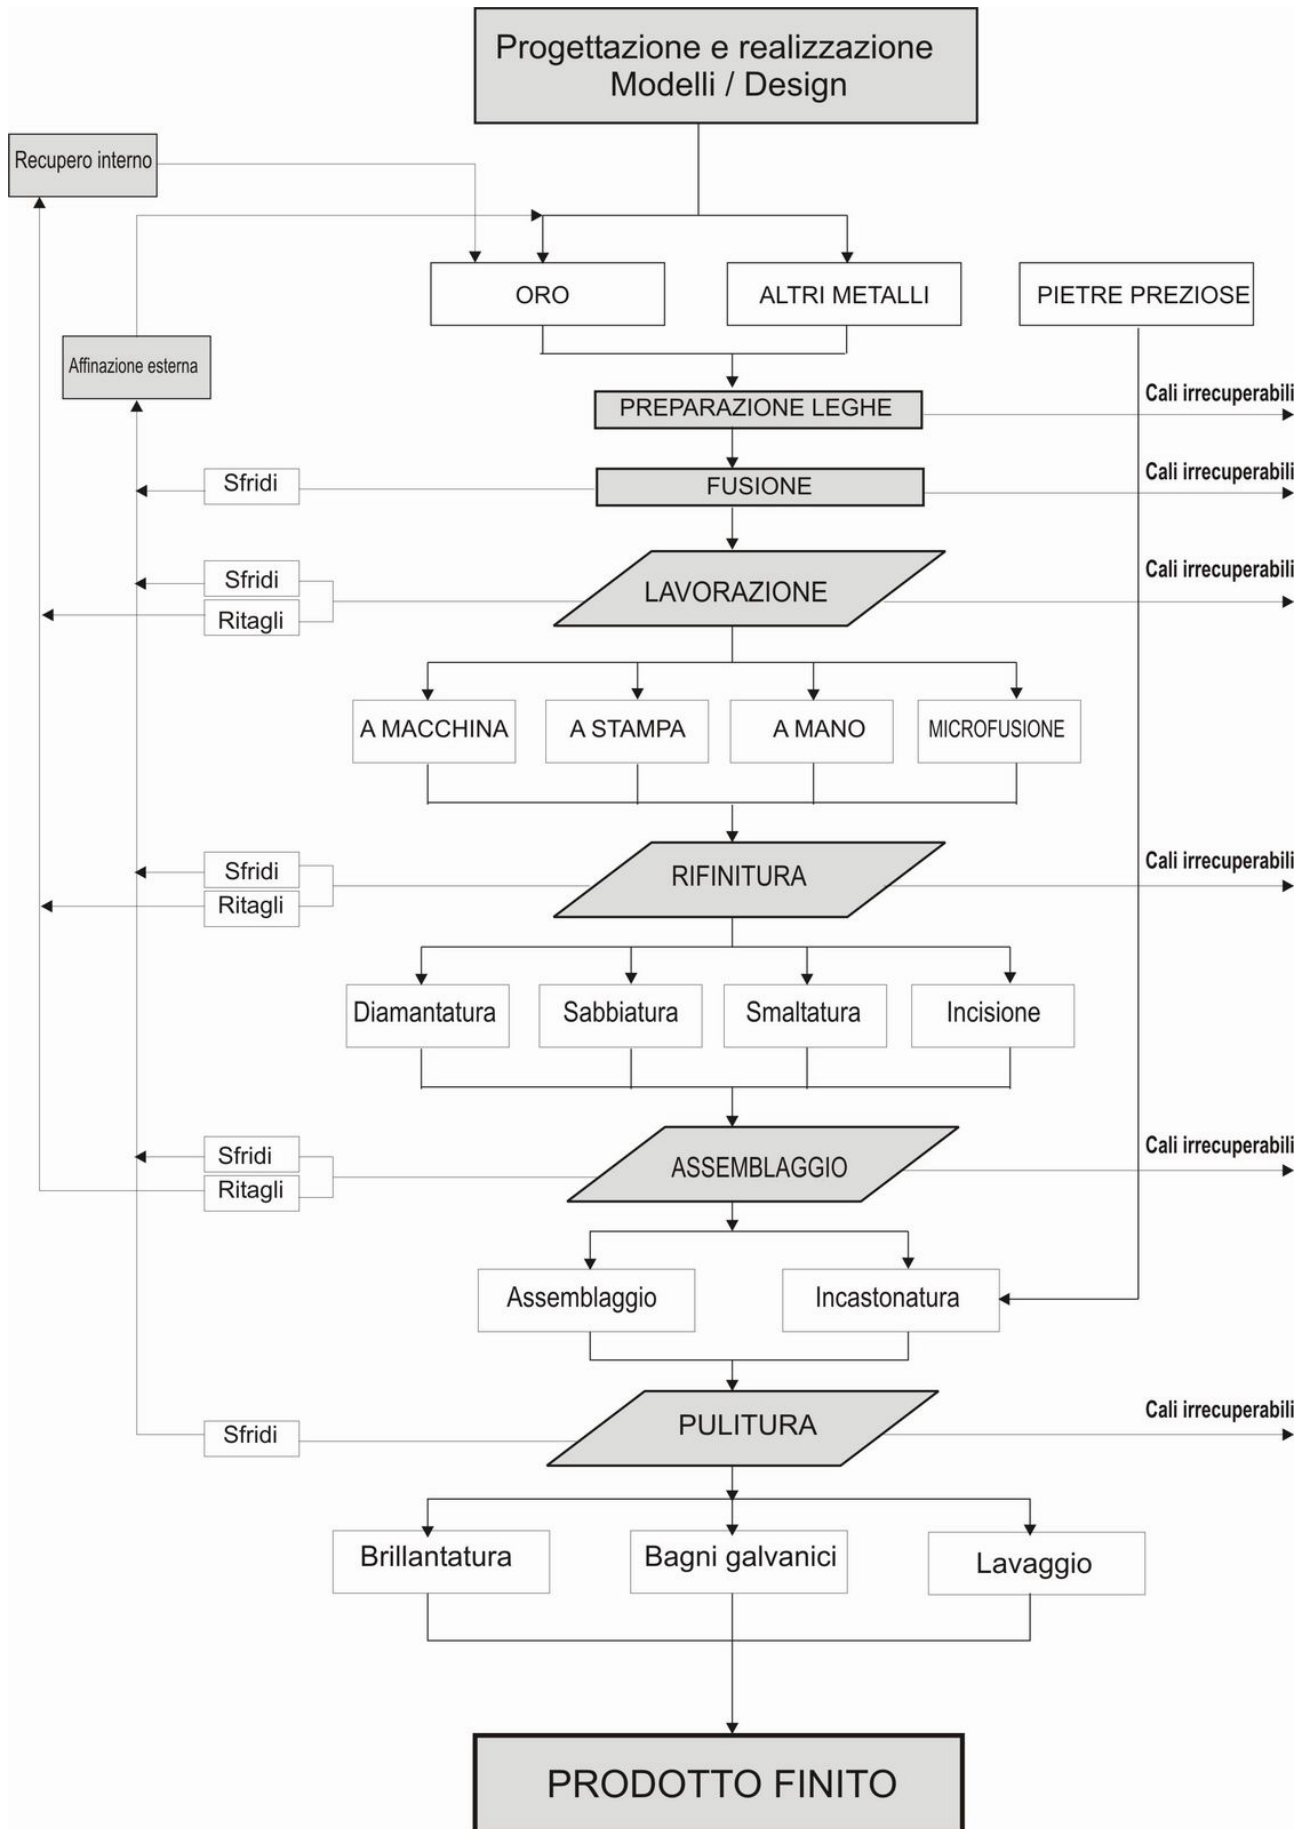 Progettazione e realizzazione
Modelli / Design
Recupero interno
ORO
ALTRI METALLI
PIETRE PREZIOSE
Affinazione esterna
PREPARAZIONE LEGHE
Cali irrecuperabili
Sfridi
FUSIONE
Cali irrecuperabili
Sfridi
Ritagli
LAVORAZIONE
Cali irrecuperabili
A MACCHINA
A STAMPA
A MANO
MICROFUSIONE
Sfridi
Ritagli
RIFINITURA
Cali irrecuperabili
Diamantatura
Sabbiatura
Smaltatura
Incisione
Sfridi
Ritagli
ASSEMBLAGGIO
Cali irrecuperabili
Assemblaggio
Incastonatura
Sfridi
PULITURA
Cali irrecuperabili
Brillantatura
Bagni galvanici
Lavaggio
PRODOTTO FINITO